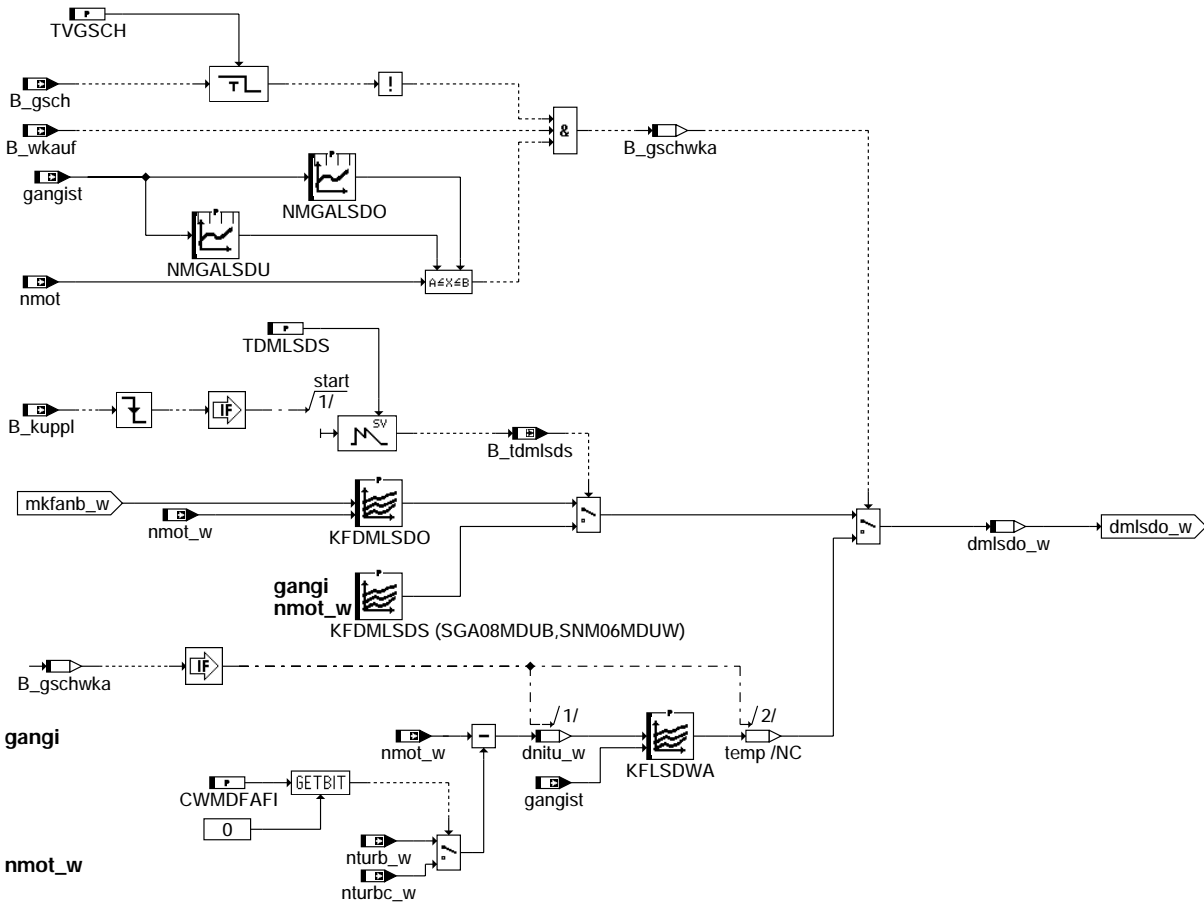 P
TVGSCH
T
!
B_gsch
&
B_wkauf
B_gschwka
P
gangist
NMGALSDO
P
NMGALSDU
A≤X≤B
nmot
P
TDMLSDS
start
1/
IF
SV
B_kuppl
B_tdmlsds
P
mkfanb_w
nmot_w
KFDMLSDO
dmlsdo_w
dmlsdo_w
P
gangi
nmot_w
KFDMLSDS (SGA08MDUB,SNM06MDUW)
IF
B_gschwka
P
/1/
/2/
gangi
nmot_w
−
dnitu_w
KFLSDWA
temp /NC
P
GETBIT
CWMDFAFI
gangist
0
nturb_w
nmot_w
nturbc_w